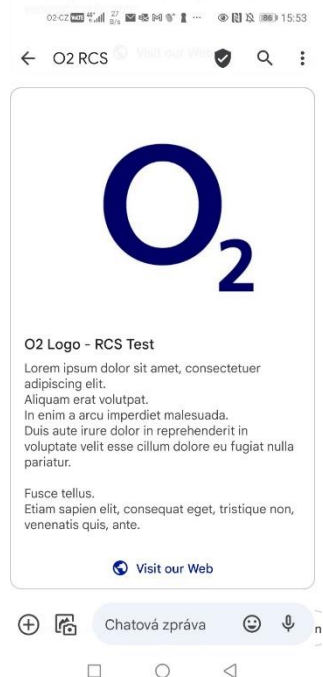 O2-CZ 27 B/s 86 15:53
O2 RCS
Visit our We
O2
O2 Logo - RCS Test
Lorem ipsum dolor sit amet, consectetuer
adipiscing elit.
Aliquam erat volutpat.
In enim a arcu imperdiet malesuada.
Duis aute irure dolor in reprehenderit in
voluptate velit esse cillum dolore eu fugiat nulla
pariatur.
Fusce tellus.
Etiam sapien elit, consequat eget, tristique non,
venenatis quis, ante.
Visit our Web
Chatová zpráva
n